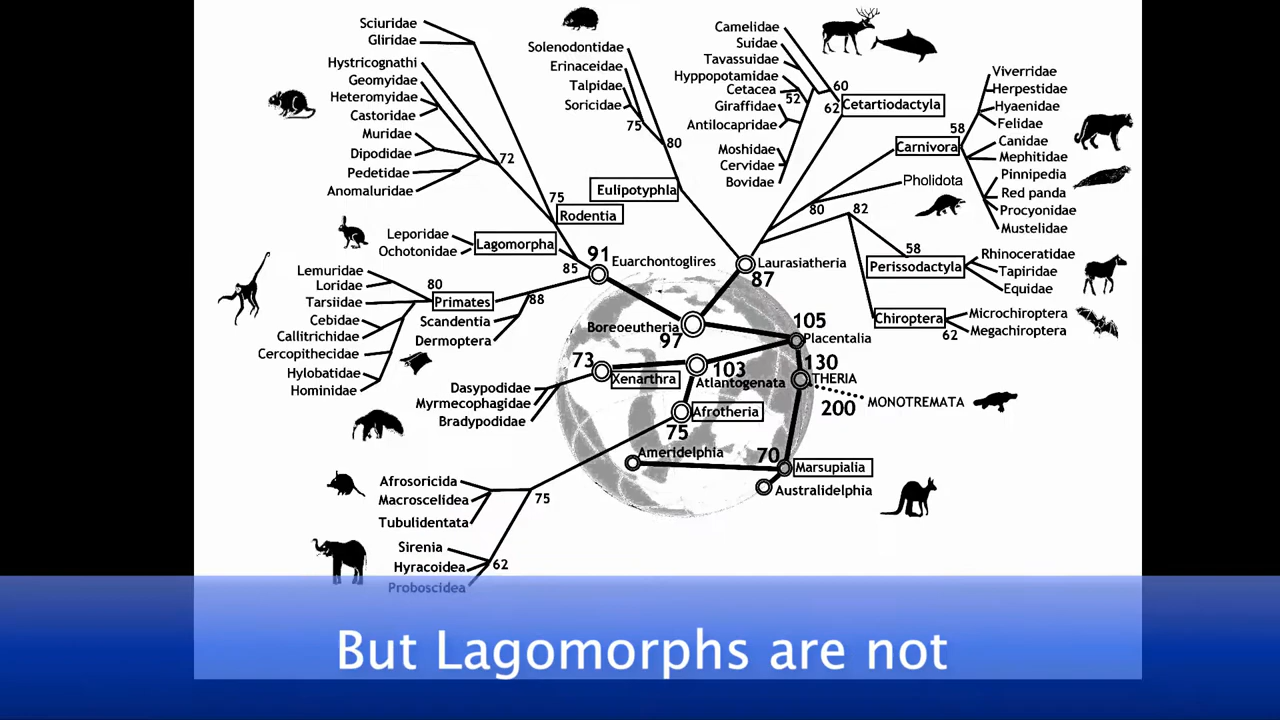 Sciuridae
Gliridae
Hystricognathi
Geomyidae
Heteromyidae
Castoridae
Muridae
Dipodidae
Pedetidae
Anomaluridae
72
75
Rodentia
Leporidae
Ochotonidae
Lagomorpha
85
Lemuridae
Loridae
Tarsiidae
Cebidae
Callitrichidae
Cercopithecidae
Hylobatidae
Hominidae
80
Primates
88
Scandentia
Dermoptera
91
Euarchontoglires
Solenodontidae
Erinaceidae
Talpidae
Soricidae
75
80
Eulipotyphla
Camelidae
Suidae
Tavassuidae
Hyppopotamidae
Cetacea
Giraffidae
Antilocapridae
Moshidae
Cervidae
Bovidae
52
60
62
Cetartiodactyla
Viverridae
Herpestidae
Hyaenidae
Felidae
Canidae
Mephitidae
Pinnipedia
Red panda
Procyonidae
Mustelidae
58
Carnivora
Pholidota
80
82
58
Perissodactyla
Rhinoceratidae
Tapiridae
Equidae
Chiroptera
62
Microchiroptera
Megachiroptera
Laurasiatheria
87
Boreoeutheria
97
105
Placentalia
130
THERIA
200
MONOTREMATA
73
Xenarthra
103
Atlantogenata
Dasypodidae
Myrmecophagidae
Bradypodidae
Afrotheria
75
Ameridelphia
70
Marsupialia
Australidelphia
Afrosoricida
Macroscelidea
Tubulidentata
75
Sirenia
Hyracoidea
Proboscidea
62
But Lagomorphs are not